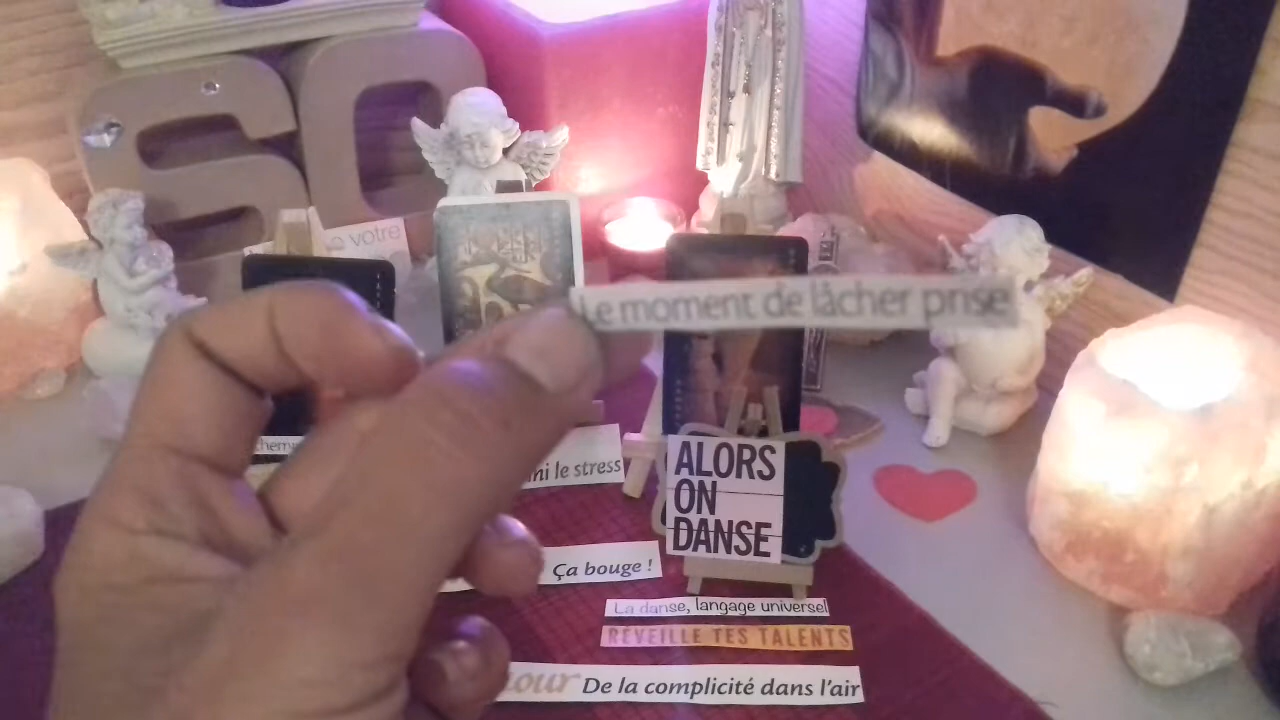 votre
Le moment de lâcher prise
ni le stress
ALORS
ON
DANSE
Ça bouge !
La danse, langage universel
RÉVEILLE TES TALENTS
De la complicité dans l'air